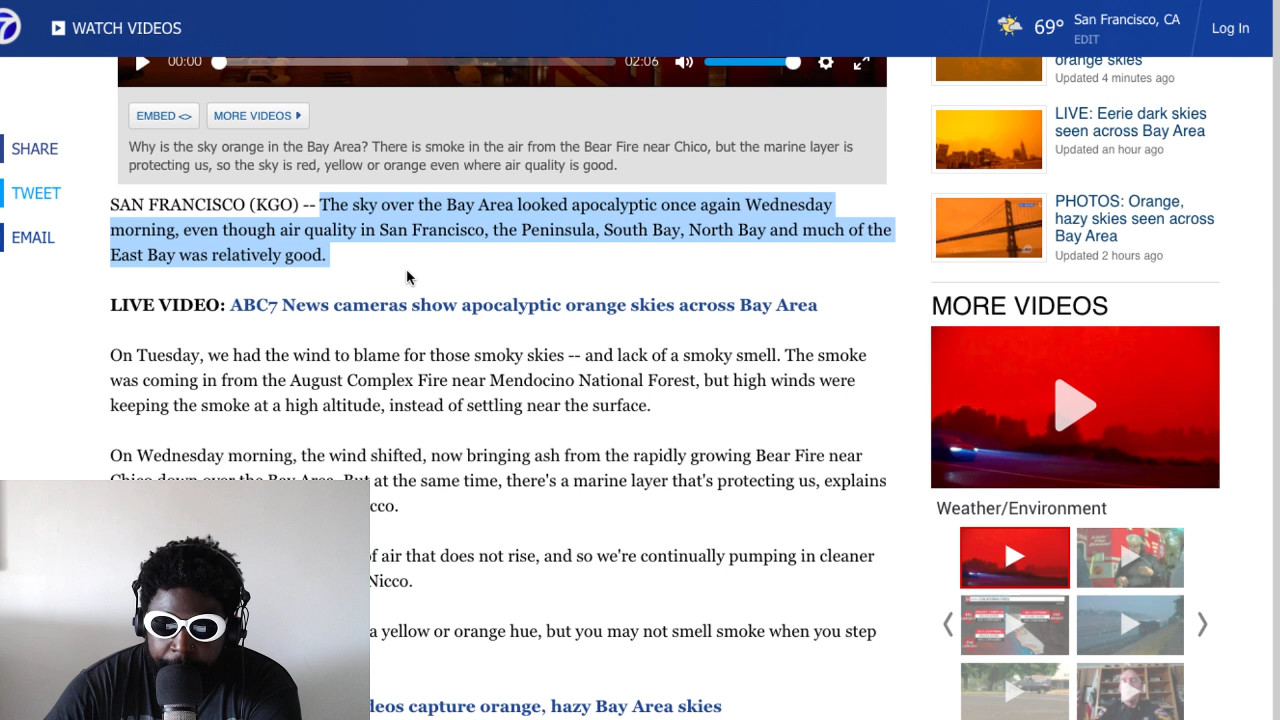 7
WATCH VIDEOS
69° San Francisco, CA
EDIT
Log In
00:00
02:06
EMBED <>
MORE VIDEOS
Why is the sky orange in the Bay Area? There is smoke in the air from the Bear Fire near Chico, but the marine layer is
protecting us, so the sky is red, yellow or orange even where air quality is good.
SHARE
TWEET
EMAIL
SAN FRANCISCO (KGO) -- The sky over the Bay Area looked apocalyptic once again Wednesday
morning, even though air quality in San Francisco, the Peninsula, South Bay, North Bay and much of the
East Bay was relatively good.
LIVE VIDEO: ABC7 News cameras show apocalyptic orange skies across Bay Area
On Tuesday, we had the wind to blame for those smoky skies -- and lack of a smoky smell. The smoke
was coming in from the August Complex Fire near Mendocino National Forest, but high winds were
keeping the smoke at a high altitude, instead of settling near the surface.
On Wednesday morning, the wind shifted, now bringing ash from the rapidly growing Bear Fire near
Chico down over the Bay Area. But at the same time, there's a marine layer that's protecting us, explains
cco.
of air that does not rise, and so we're continually pumping in cleaner
Nicco.
a yellow or orange hue, but you may not smell smoke when you step
deos capture orange, hazy Bay Area skies
orange skies
Updated 4 minutes ago
LIVE: Eerie dark skies
seen across Bay Area
Updated an hour ago
PHOTOS: Orange,
hazy skies seen across
Bay Area
Updated 2 hours ago
MORE VIDEOS
Weather/Environment